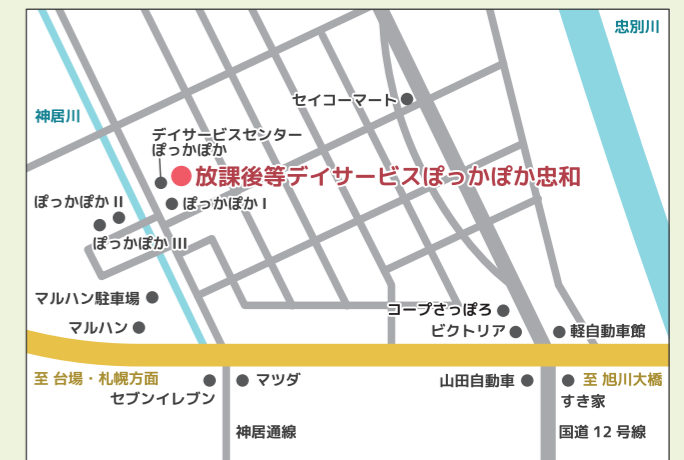 忠別川
セイコーマート
神居川
デイサービスセンター
ぽっかぽか
放課後等デイサービスぽっかぽか忠和
ぽっかぽか II
ぽっかぽか I
ぽっかぽか III
マルハン駐車場
コープさっぽろ
マルハン
ビクトリア
軽自動車館
至 台場・札幌方面
マツダ
山田自動車
至 旭川大橋
セブンイレブン
すき家
神居通線
国道 12 号線